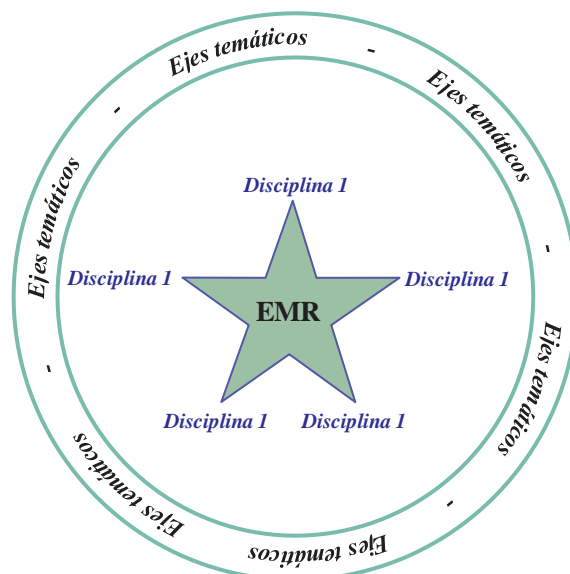 Ejes temáticos - Ejes temáticos - Ejes temáticos - Ejes temáticos - Ejes temáticos - Ejes temáticos -
Disciplina 1
Disciplina 1
Disciplina 1
EMR
Disciplina 1
Disciplina 1